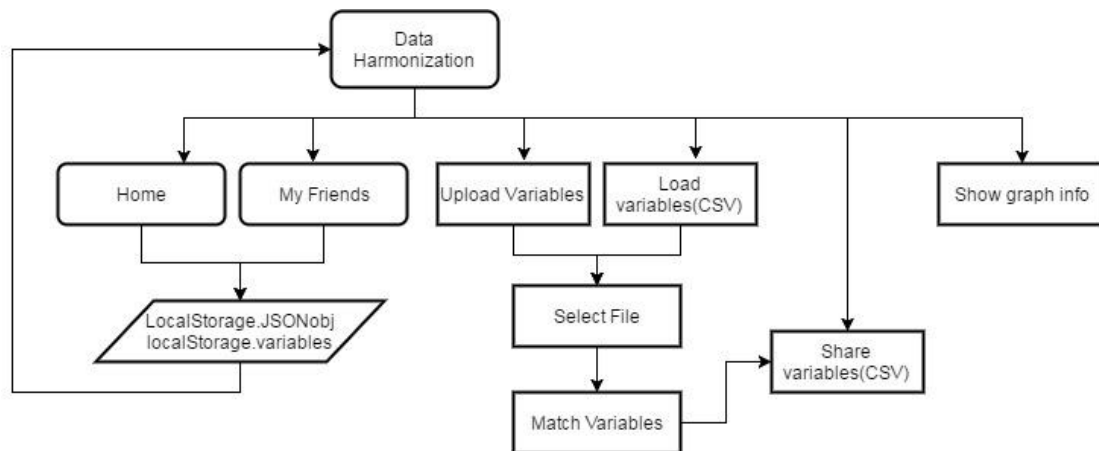 Data
Harmonization
Home
My Friends
Upload Variables
Load
variables(CSV)
Show graph info
LocalStorage.JSONobj
localStorage.variables
Select File
Share
variables(CSV)
Match Variables